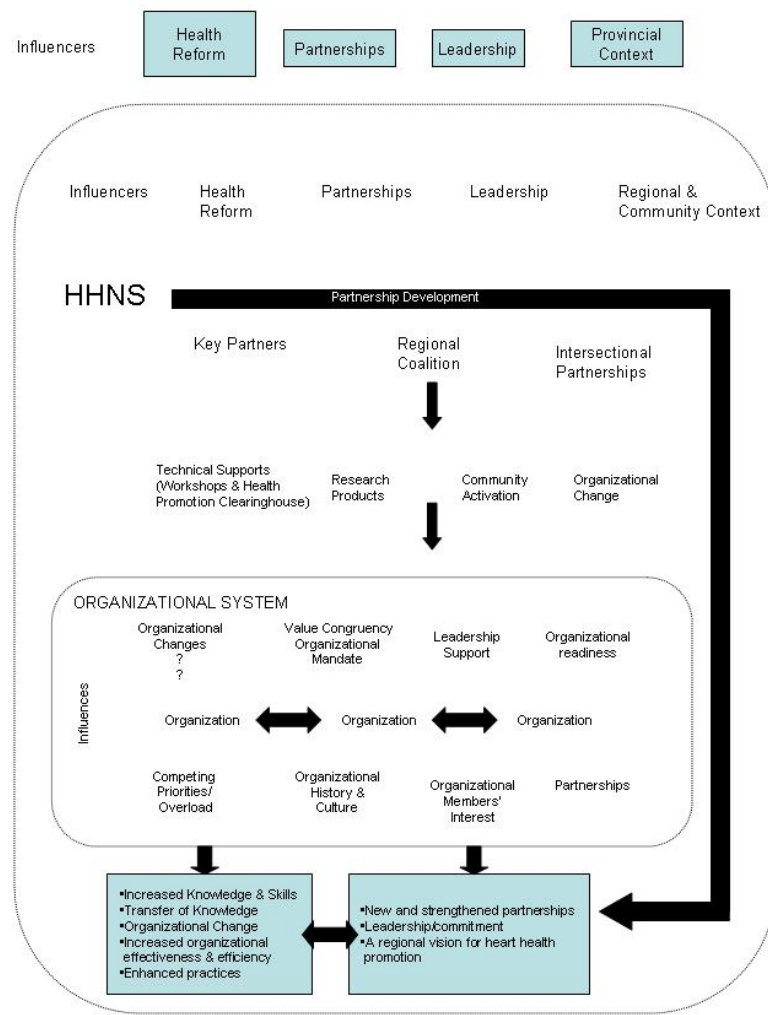 Influencers
Health
Reform
Partnerships
Leadership
Provincial
Context
Influencers
Health
Reform
Partnerships
Leadership
Regional &
Community Context
HHNS
Partnership Development
Key Partners
Regional
Coalition
Intersectional
Partnerships
Technical Supports
(Workshops & Health
Promotion Clearinghouse)
Research
Products
Community
Activation
Organizational
Change
ORGANIZATIONAL SYSTEM
Organizational
Changes
?
?
Value Congruency
Organizational
Mandate
Leadership
Support
Organizational
readiness
Influences
Organization
Organization
Organization
Competing
Priorities/
Overload
Organizational
History &
Culture
Organizational
Members'
Interest
Partnerships
▪Increased Knowledge & Skills
▪Transfer of Knowledge
▪Organizational Change
▪Increased organizational
effectiveness & efficiency
▪Enhanced practices
▪New and strengthened partnerships
▪Leadership/commitment
▪A regional vision for heart health
promotion